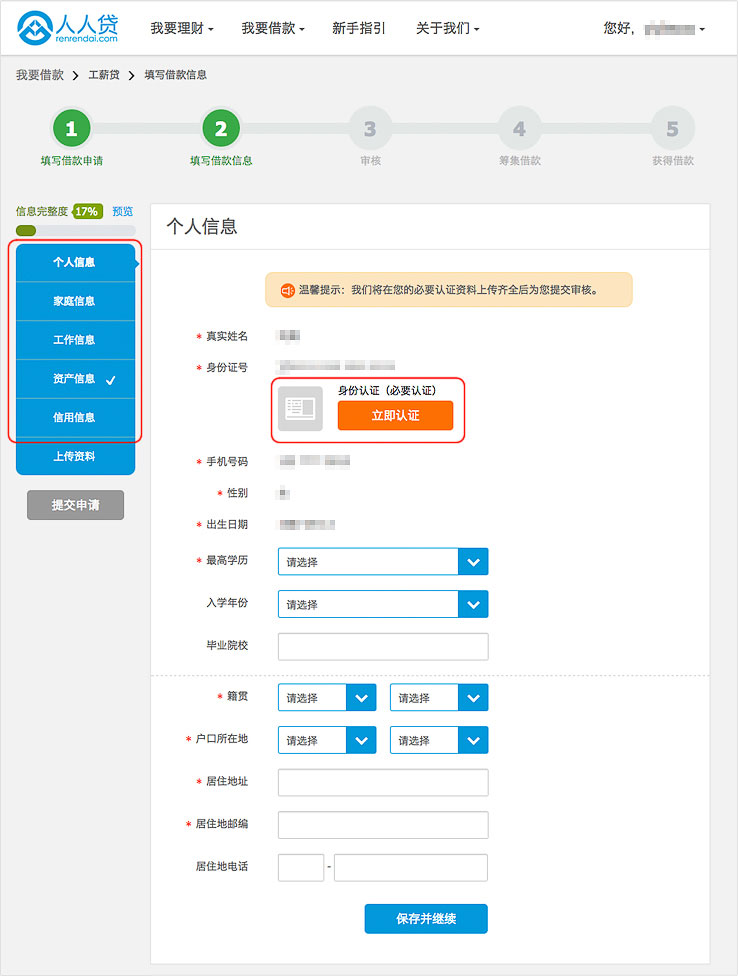 人人贷
renrendai.com
我要理财 我要借款 新手指引 关于我们 您好，
我要借款 > 工薪贷 > 填写借款信息
1 2 3 4 5
填写借款申请 填写借款信息 审核 筹集借款 获得借款
信息完整度 17% 预览
个人信息
家庭信息
工作信息
资产信息
信用信息
上传资料
提交申请
个人信息
温馨提示：我们将在您的必要认证资料上传齐全后为您提交审核。
* 真实姓名
* 身份证号
身份认证（必要认证）
立即认证
* 手机号码
* 性别
* 出生日期
* 最高学历 请选择
入学年份 请选择
毕业院校
* 籍贯 请选择 请选择
* 户口所在地 请选择 请选择
* 居住地址
* 居住地邮编
居住地电话 -
保存并继续